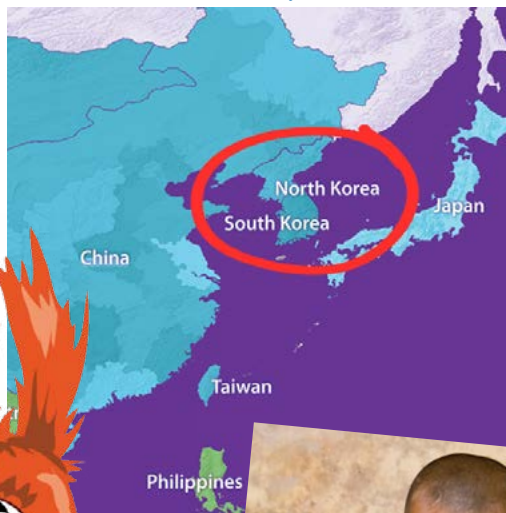 North Korea
Japan
South Korea
China
Taiwan
Philippines